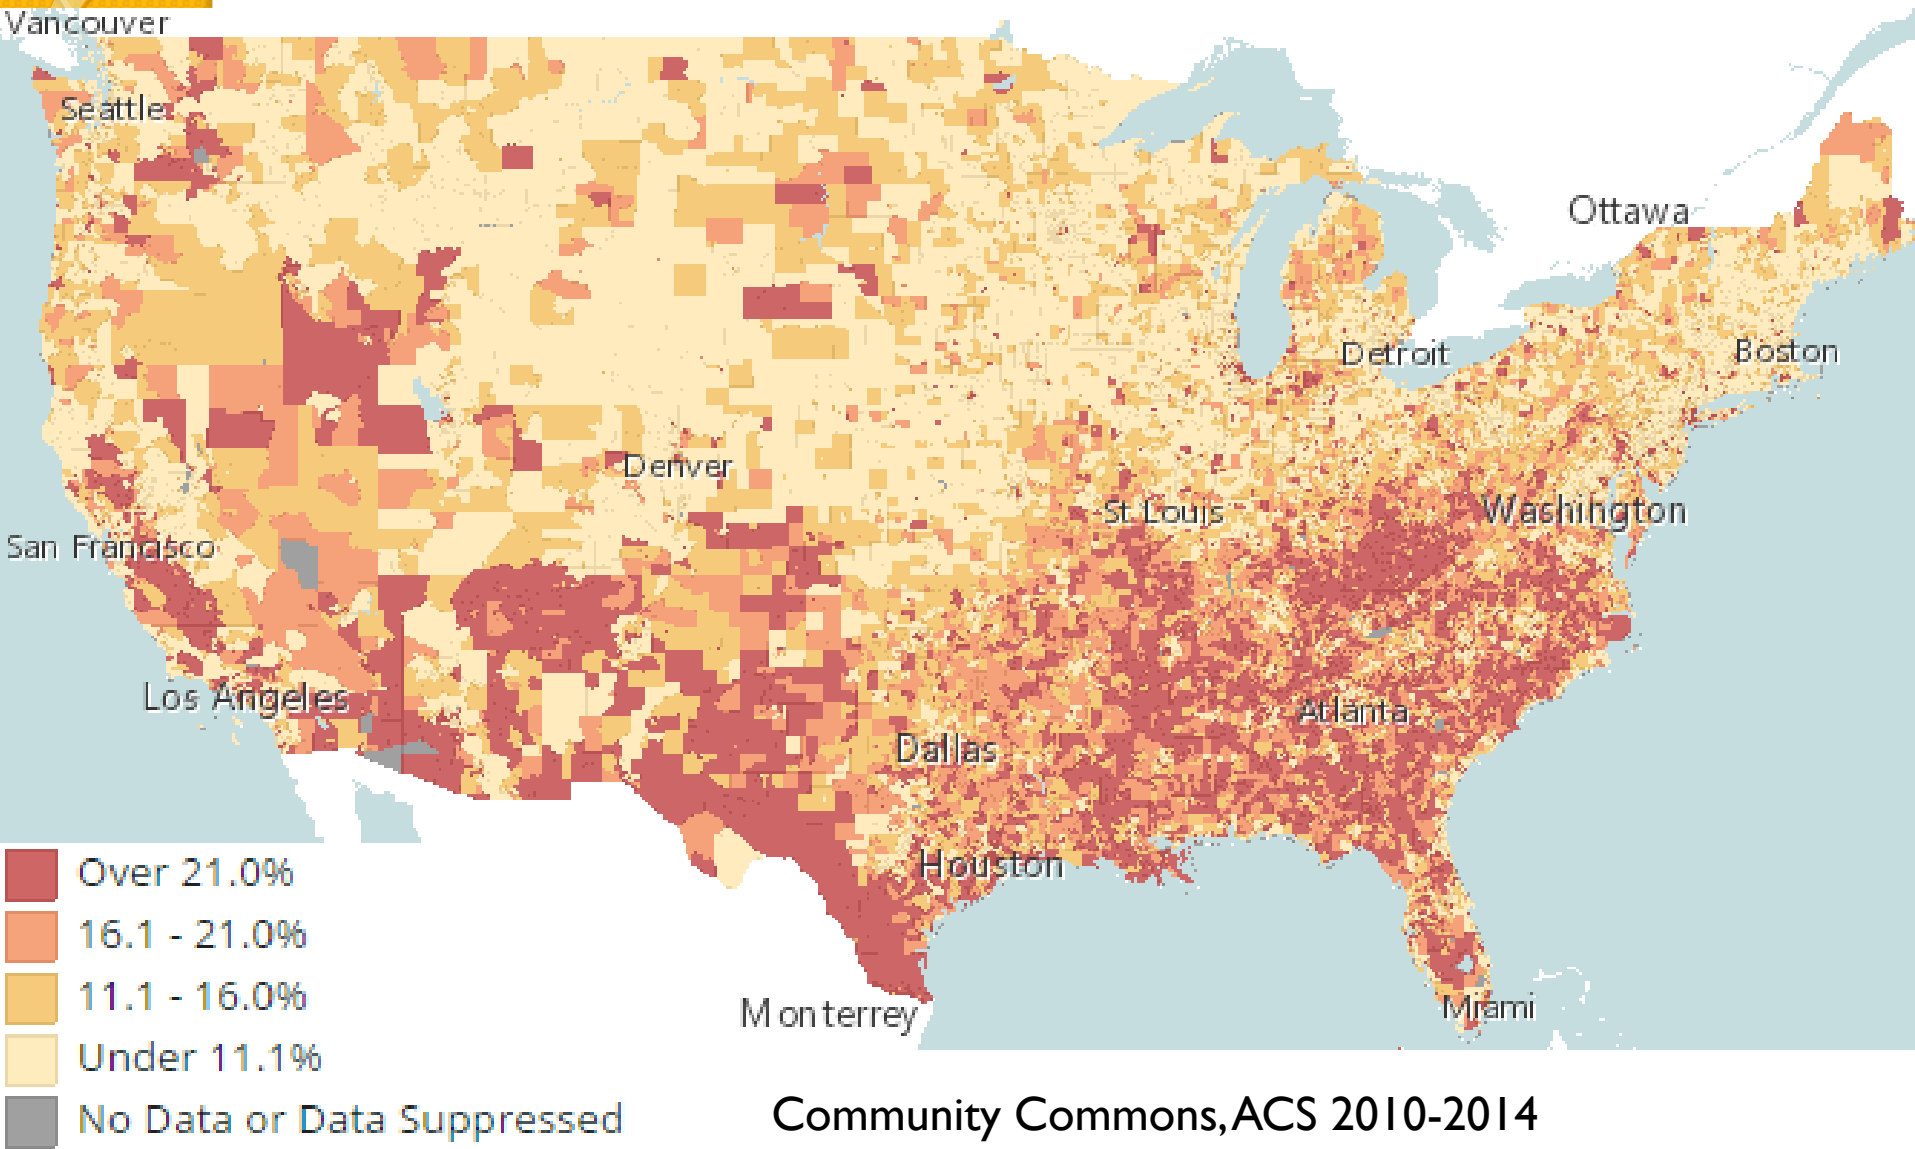 Vancouver
Seattle
Ottawa
Detroit
Boston
Denver
St Louis
Washington
San Francisco
Los Angeles
Atlanta
Dallas
Houston
Over 21.0%
16.1 - 21.0%
11.1 - 16.0%
Monterrey
Miami
Under 11.1%
No Data or Data Suppressed
Community Commons, ACS 2010-2014